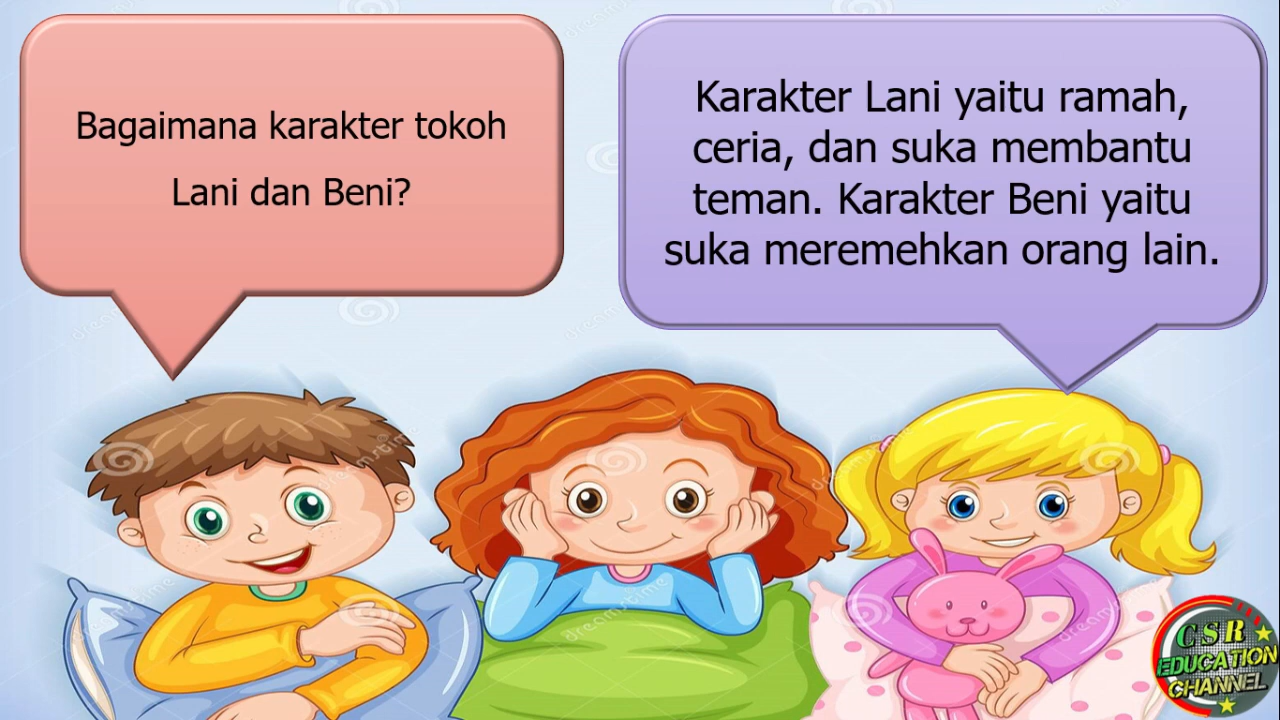 Bagaimana karakter tokoh
Lani dan Beni?
Karakter Lani yaitu ramah,
ceria, dan suka membantu
teman. Karakter Beni yaitu
suka meremehkan orang lain.
dreamstime
CSR
EDUCATION
CHANNEL